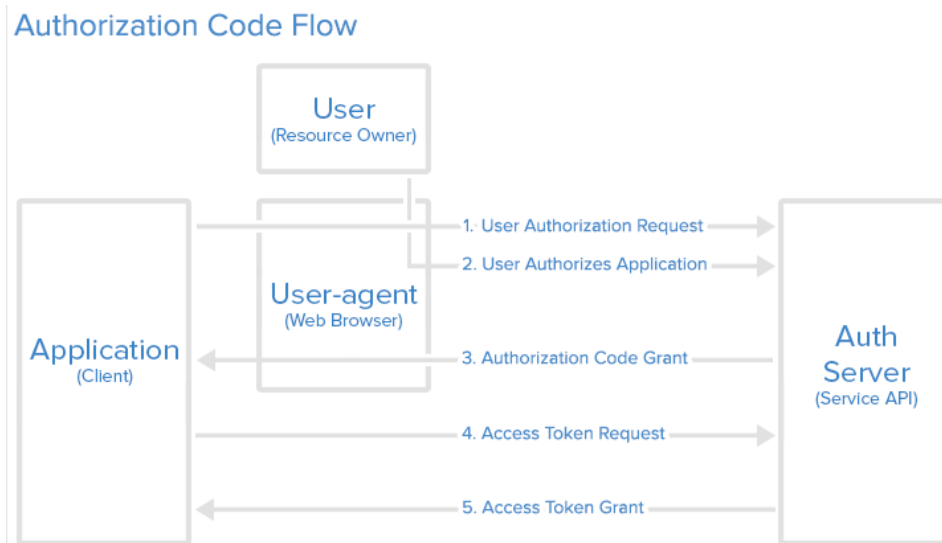 Authorization Code Flow
User
(Resource Owner)
1. User Authorization Request
2. User Authorizes Application
User-agent
(Web Browser)
Application
(Client)
3. Authorization Code Grant
Auth
Server
(Service API)
4. Access Token Request
5. Access Token Grant